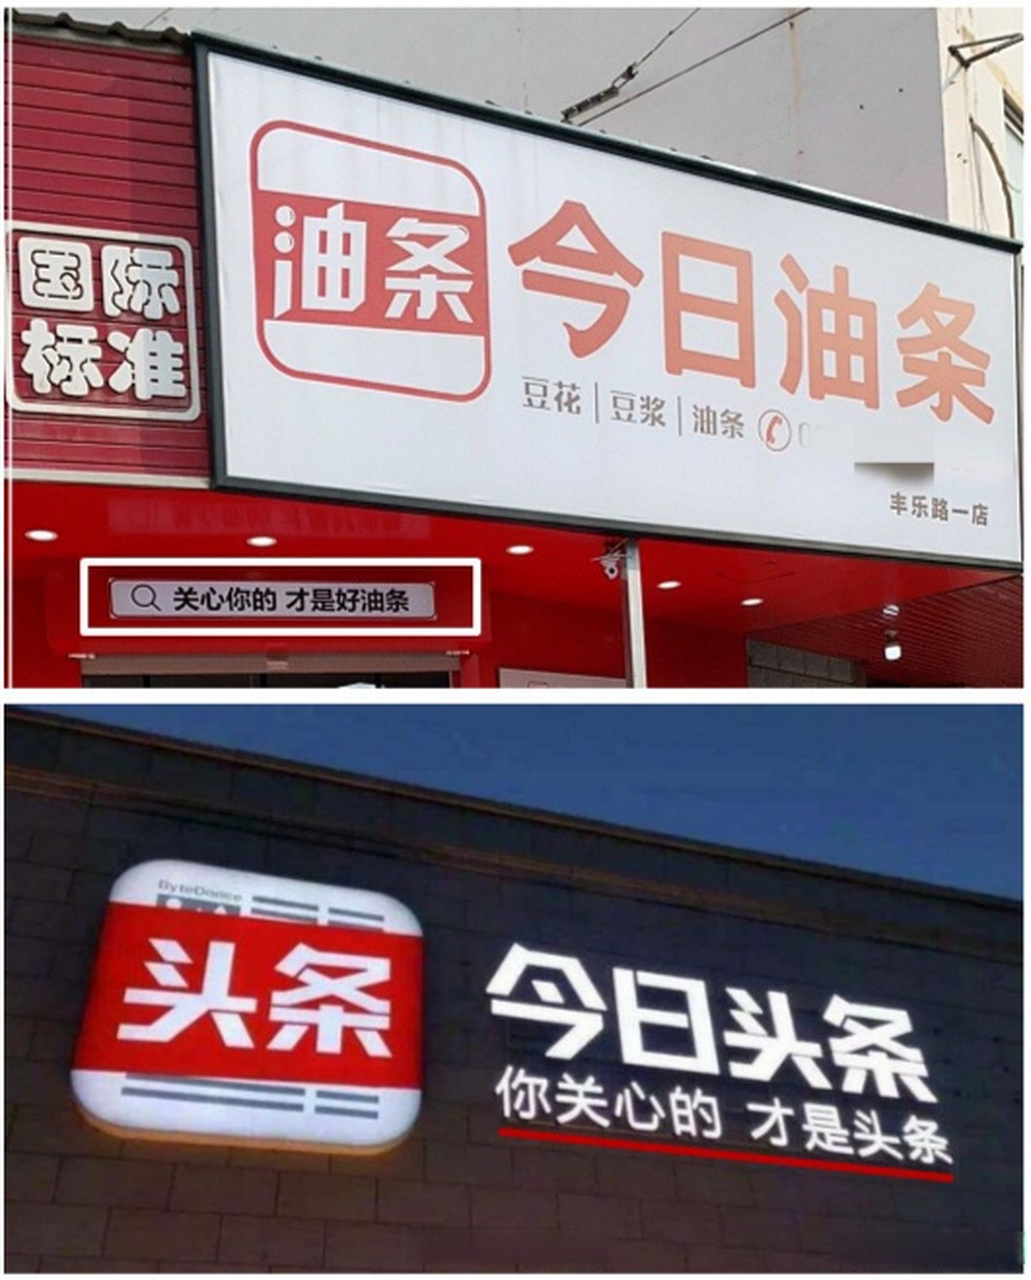 国际
标准
油条
今日油条
豆花 | 豆浆 | 油条
丰乐路一店
关心你的 才是好油条
ByteDance
头条
今日头条
你关心的 才是头条